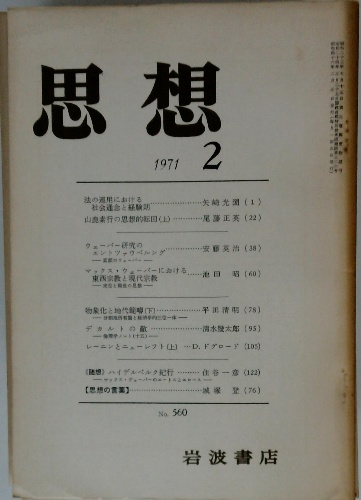 思想
1971 2
法の適用における
社会通念と経験則 矢崎光圀 (1)
山鹿素行の思想的転回(上) 尾藤正英 (22)
ウェーバー研究の
エントツァウベルング 安藤英治 (38)
マックス・ウェーバーにおける
東西宗教と現代宗教 池田昭 (60)
物象化と地代範疇(下) 平田清明 (78)
デカルトの敵 清水幾太郎 (93)
レーニンとニューレフト(上) D.ドグロード (105)
《随想》ハイデルベルク紀行 住谷一彦 (122)
【思想の言葉】 城塚登 (76)
No. 560
岩波書店